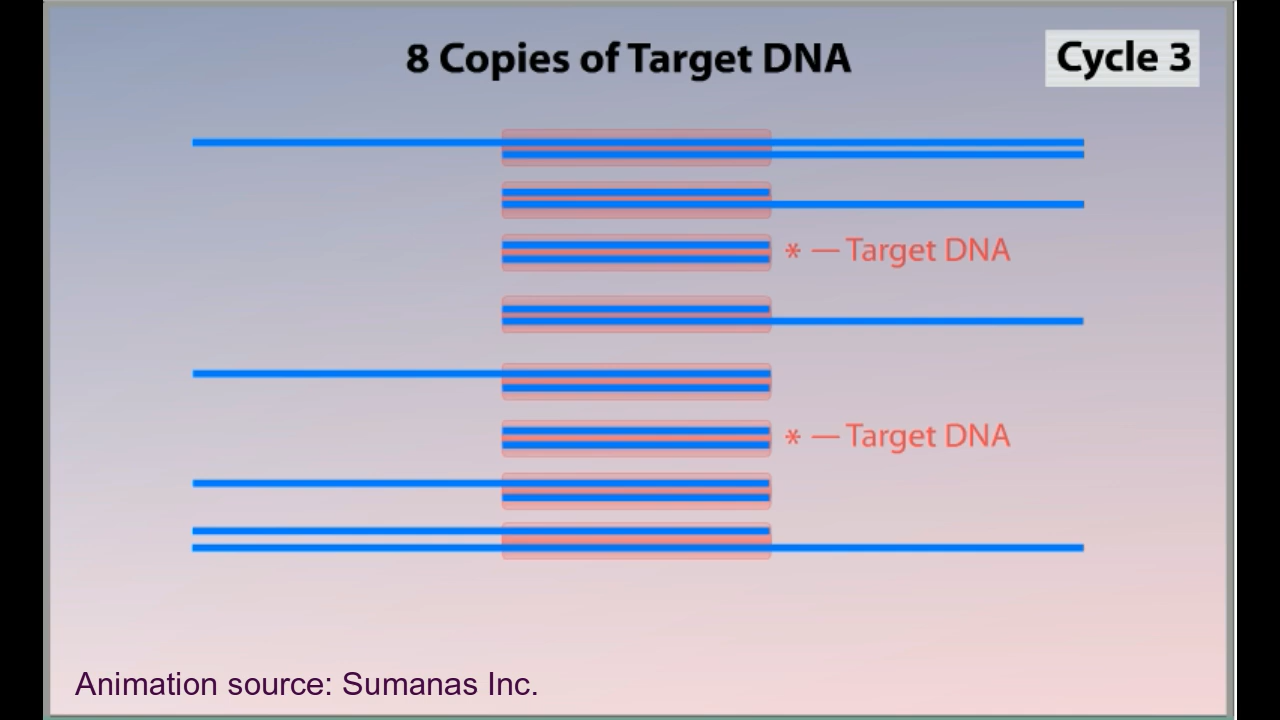 8 Copies of Target DNA
Cycle 3
* — Target DNA
* — Target DNA
Animation source: Sumanas Inc.